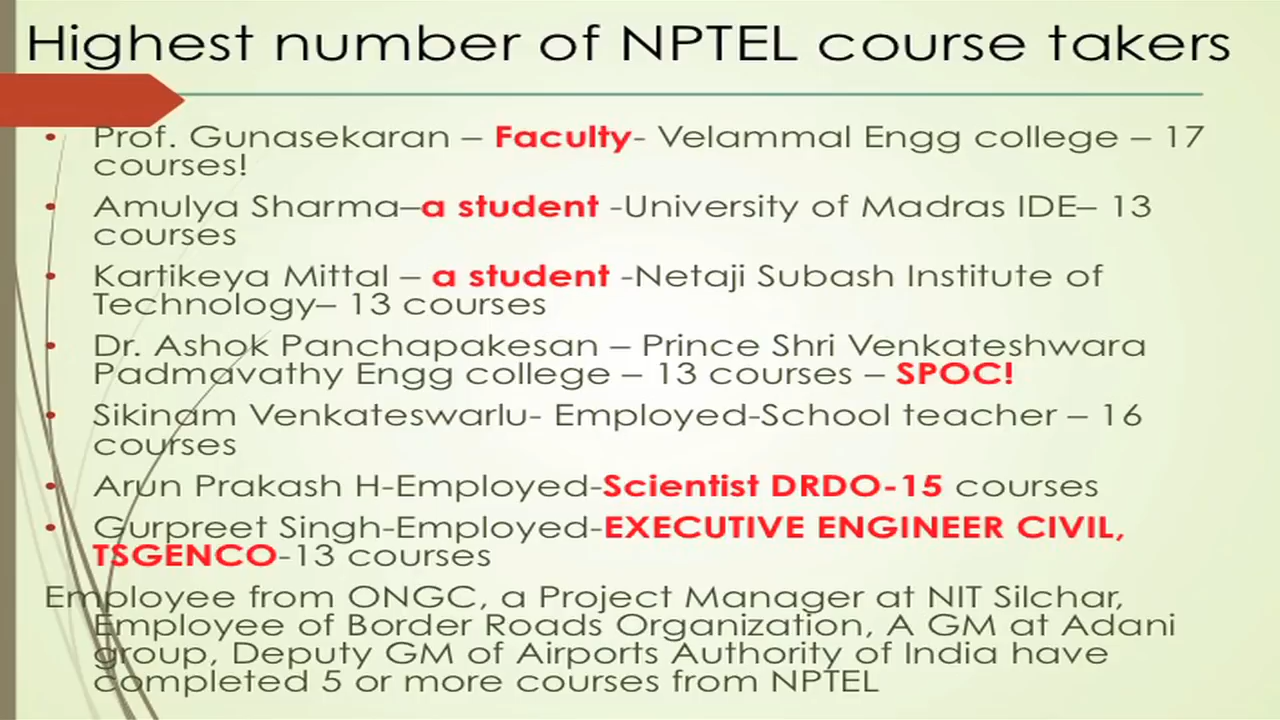 Highest number of NPTEL course takers
• Prof. Gunasekaran – Faculty- Velammal Engg college – 17
courses!
• Amulya Sharma–a student -University of Madras IDE– 13
courses
• Kartikeya Mittal – a student -Netaji Subash Institute of
Technology– 13 courses
• Dr. Ashok Panchapakesan – Prince Shri Venkateshwara
Padmavathy Engg college – 13 courses – SPOC!
• Sikinam Venkateswarlu- Employed-School teacher – 16
courses
• Arun Prakash H-Employed-Scientist DRDO-15 courses
• Gurpreet Singh-Employed-EXECUTIVE ENGINEER CIVIL,
TSGENCO-13 courses
Employee from ONGC, a Project Manager at NIT Silchar,
Employee of Border Roads Organization, A GM at Adani
group, Deputy GM of Airports Authority of India have
completed 5 or more courses from NPTEL